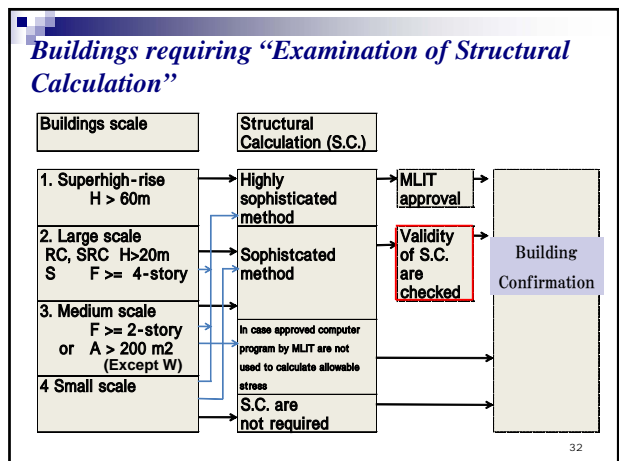 Buildings requiring “Examination of Structural
Calculation”
Buildings scale
Structural
Calculation (S.C.)
1. Superhigh-rise
H > 60m
2. Large scale
RC, SRC H>20m
S F >= 4-story
3. Medium scale
F >= 2-story
or A > 200 m2
(Except W)
4 Small scale
Highly
sophisticated
method
Sophistcated
method
In case approved computer
program by MLIT are not
used to calculate allowable
stress
S.C. are
not required
MLIT
approval
Validity
of S.C.
are
checked
Building
Confirmation
32